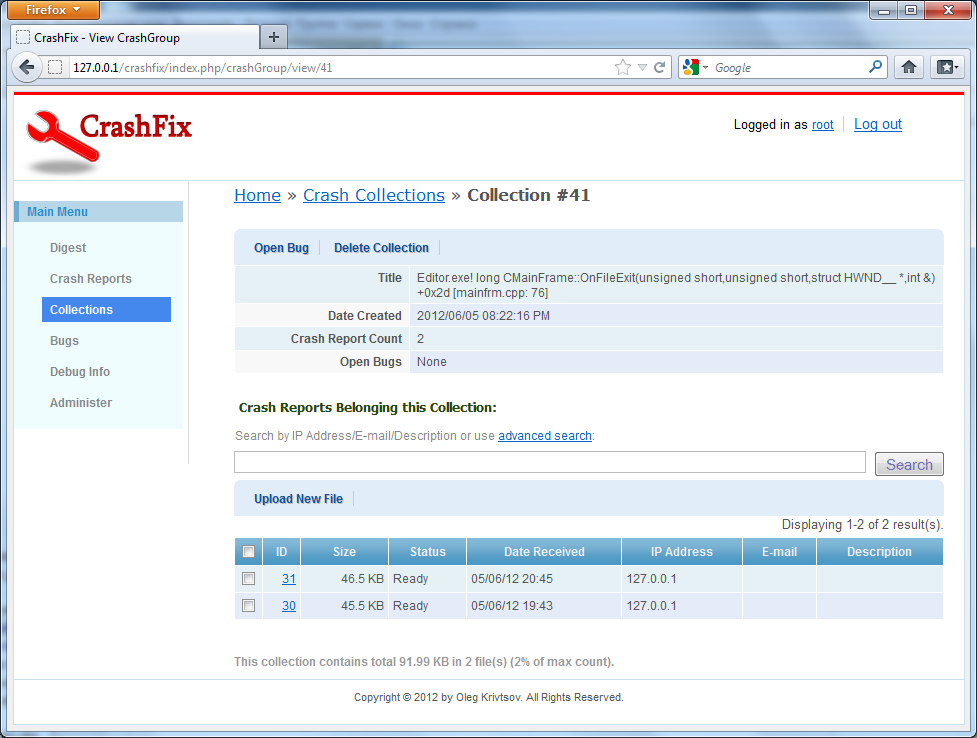 Firefox
CrashFix - View CrashGroup
127.0.0.1/crashfix/index.php/crashGroup/view/41
Google
CrashFix
Logged in as root
Log out
Home » Crash Collections » Collection #41
Main Menu
Digest
Crash Reports
Collections
Bugs
Debug Info
Administer
Open Bug Delete Collection
Title Editor.exe! long CMainFrame::OnFileExit(unsigned short,unsigned short,struct HWND__ *,int &)
+0x2d [mainfrm.cpp: 76]
Date Created 2012/06/05 08:22:16 PM
Crash Report Count 2
Open Bugs None
Crash Reports Belonging this Collection:
Search by IP Address/E-mail/Description or use advanced search:
Search
Upload New File
Displaying 1-2 of 2 result(s).
ID Size Status Date Received IP Address E-mail Description
31 46.5 KB Ready 05/06/12 20:45 127.0.0.1
30 45.5 KB Ready 05/06/12 19:43 127.0.0.1
This collection contains total 91.99 KB in 2 file(s) (2% of max count).
Copyright © 2012 by Oleg Krivtsov. All Rights Reserved.